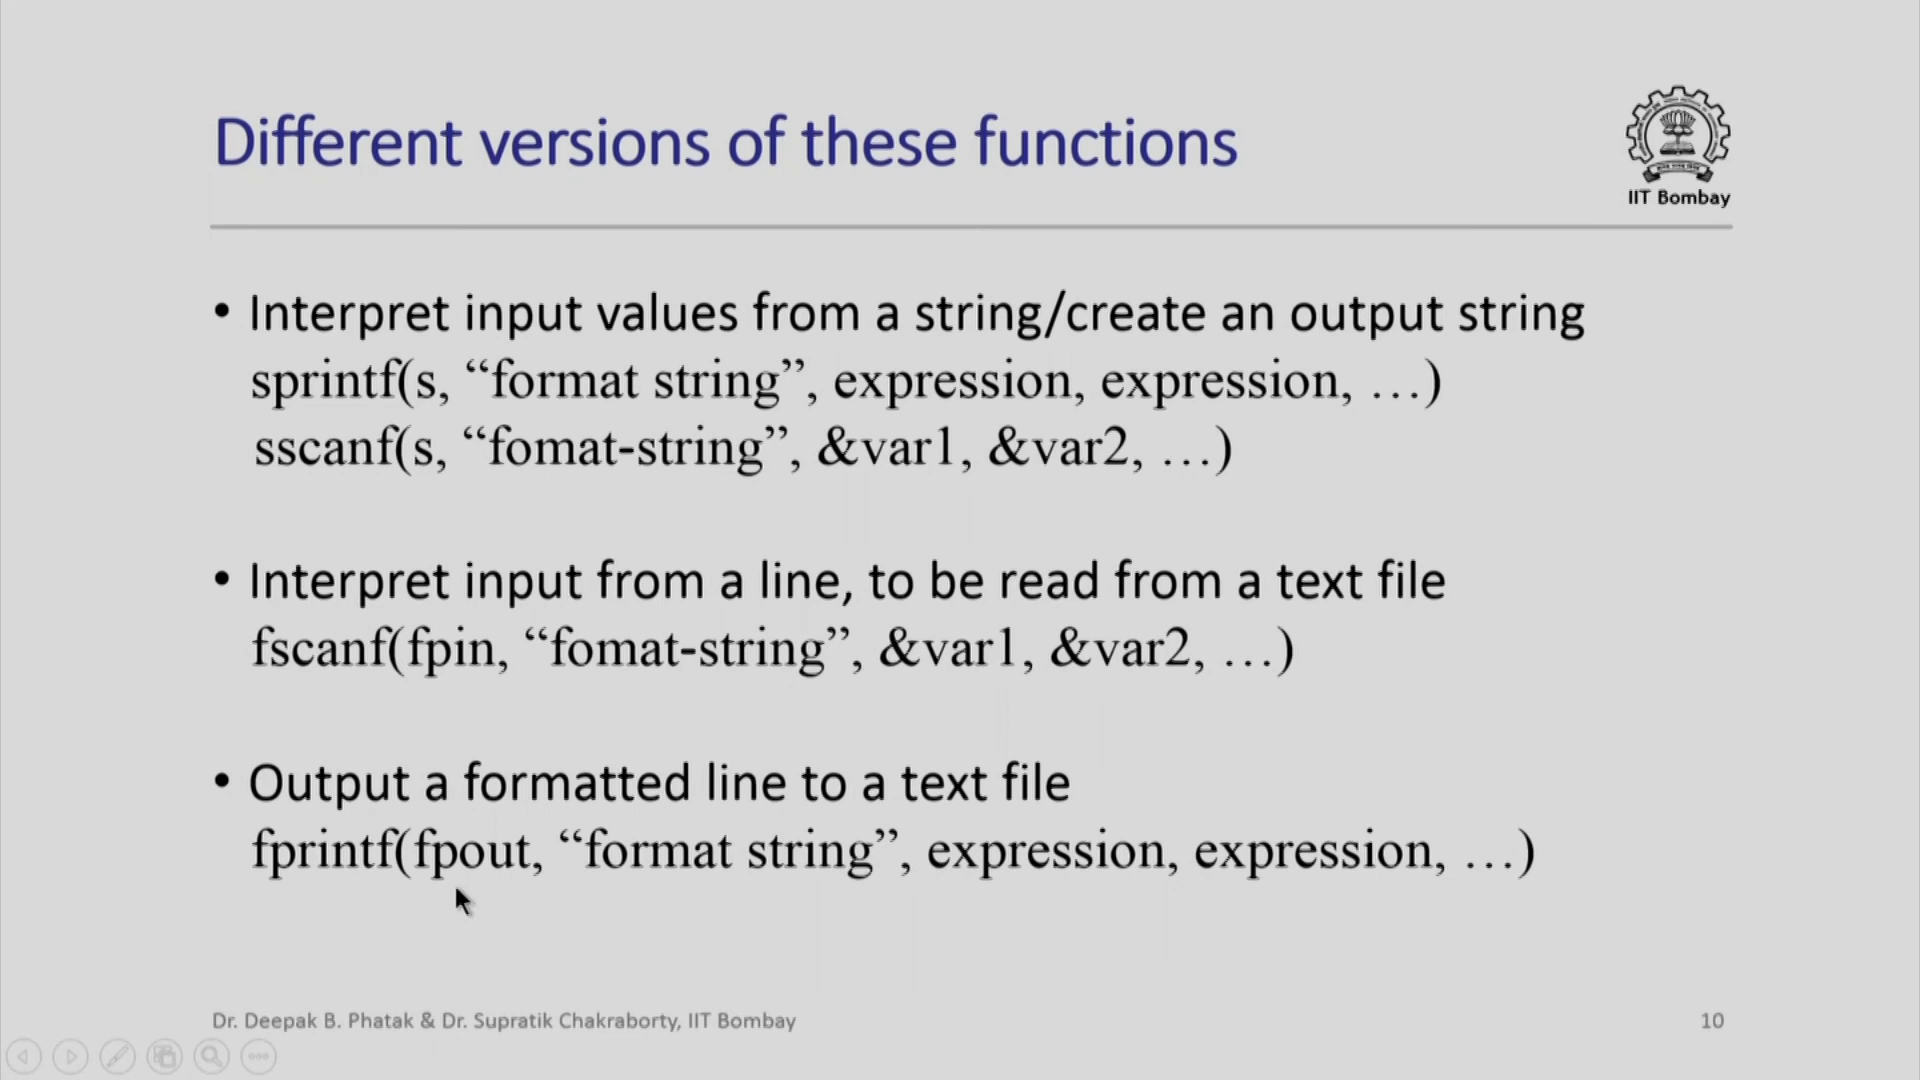 Different versions of these functions
IIT Bombay
• Interpret input values from a string/create an output string
sprintf(s, “format string”, expression, expression, …)
sscanf(s, “fomat-string”, &var1, &var2, …)
• Interpret input from a line, to be read from a text file
fscanf(fpin, “fomat-string”, &var1, &var2, …)
• Output a formatted line to a text file
fprintf(fpout, “format string”, expression, expression, …)
Dr. Deepak B. Phatak & Dr. Supratik Chakraborty, IIT Bombay
10